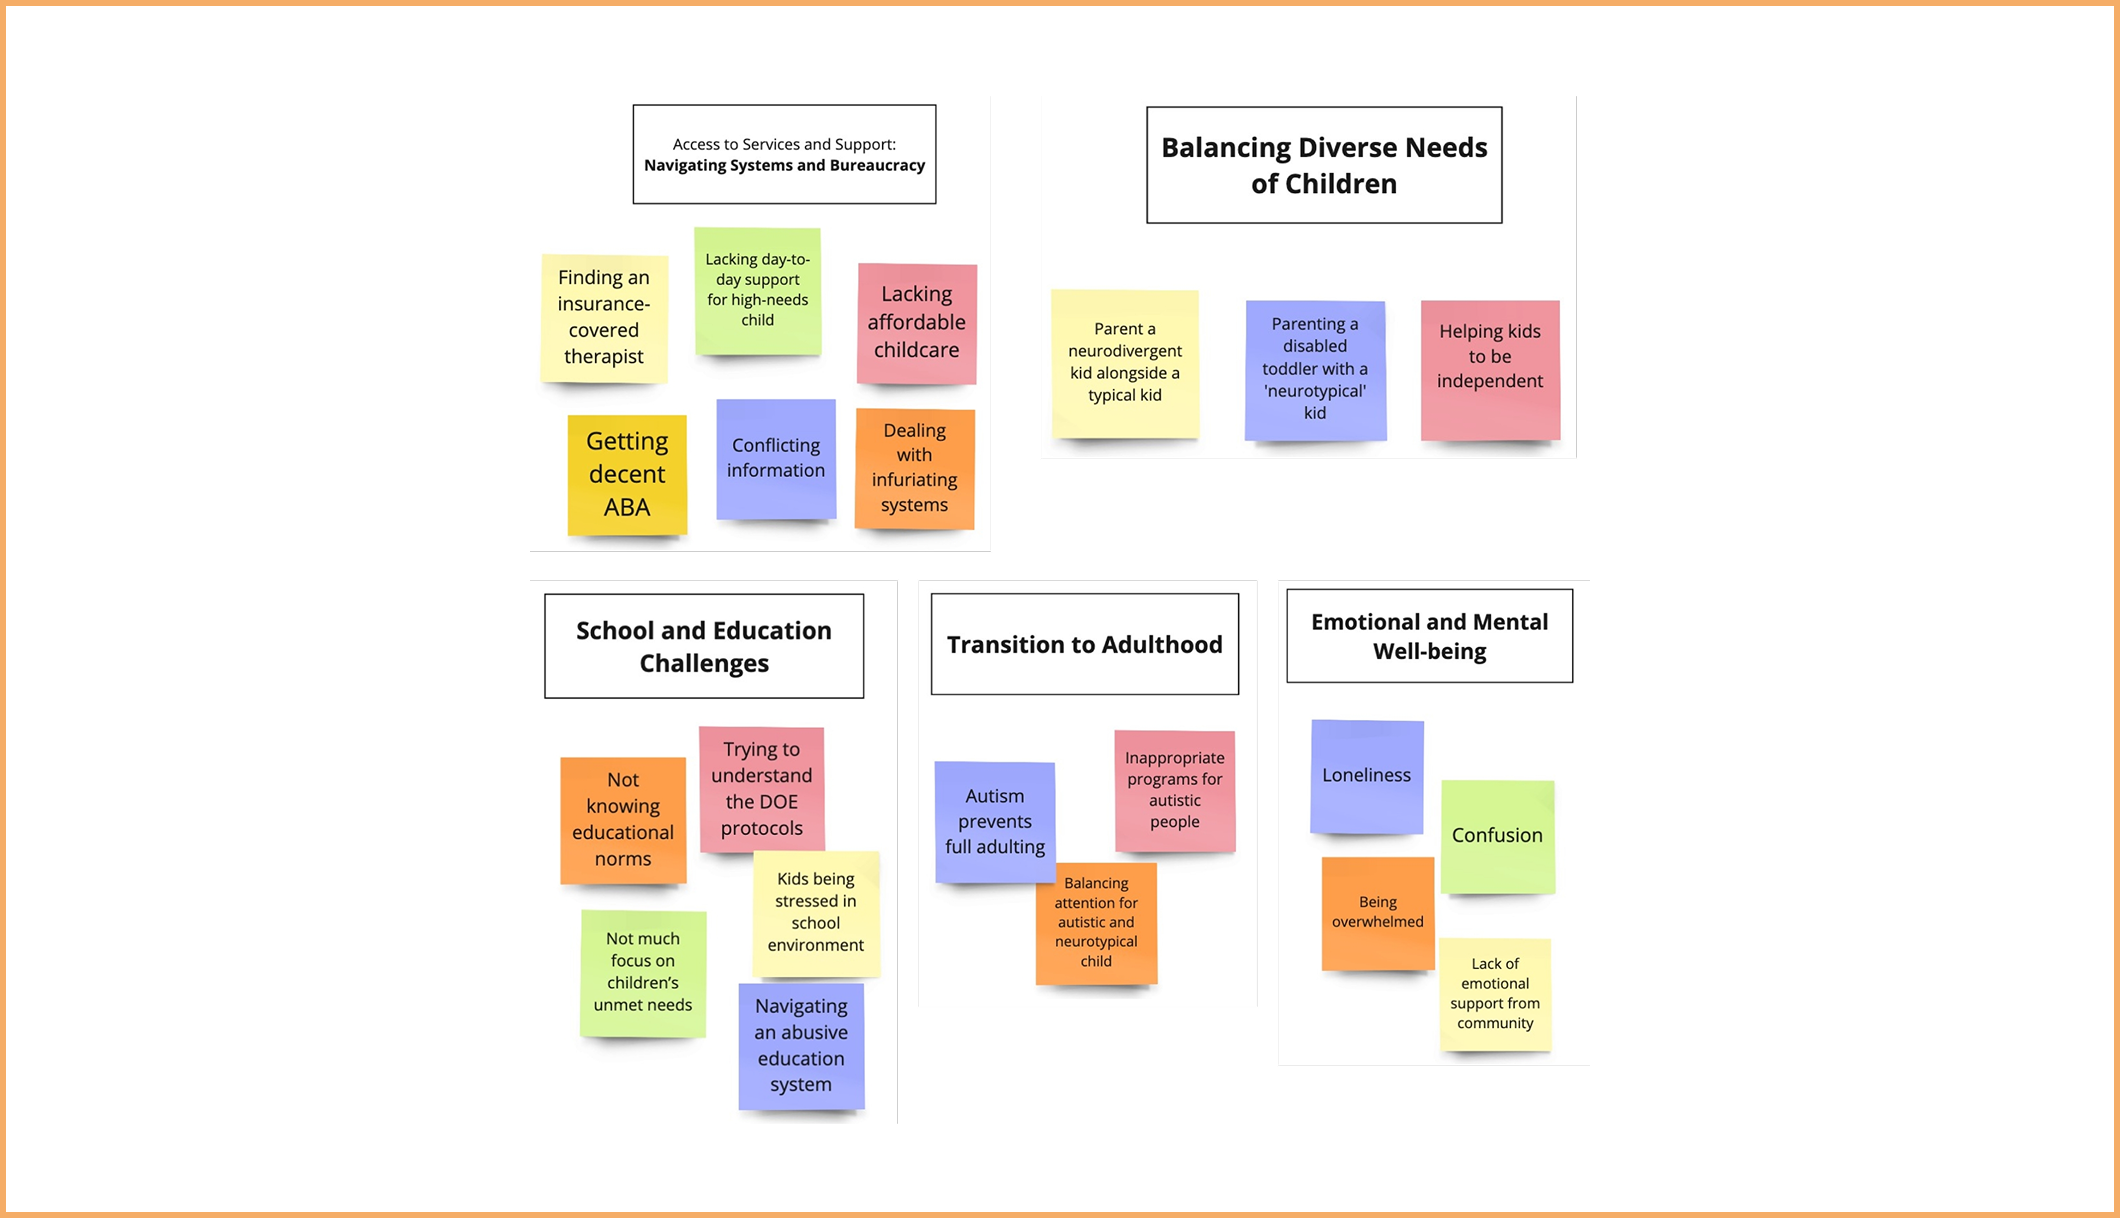 Access to Services and Support:
Navigating Systems and Bureaucracy
Finding an
insurance-
covered
therapist
Lacking day-to-
day support
for high-needs
child
Lacking
affordable
childcare
Getting
decent
ABA
Conflicting
information
Dealing
with
infuriating
systems
Balancing Diverse Needs
of Children
Parent a
neurodivergent
kid alongside a
typical kid
Parenting a
disabled
toddler with a
'neurotypical'
kid
Helping kids
to be
independent
School and Education
Challenges
Not
knowing
educational
norms
Trying to
understand
the DOE
protocols
Kids being
stressed in
school
environment
Not much
focus on
children’s
unmet needs
Navigating
an abusive
education
system
Transition to Adulthood
Autism
prevents
full adulting
Inappropriate
programs for
autistic
people
Balancing
attention for
autistic and
neurotypical
child
Emotional and Mental
Well-being
Loneliness
Confusion
Being
overwhelmed
Lack of
emotional
support from
community